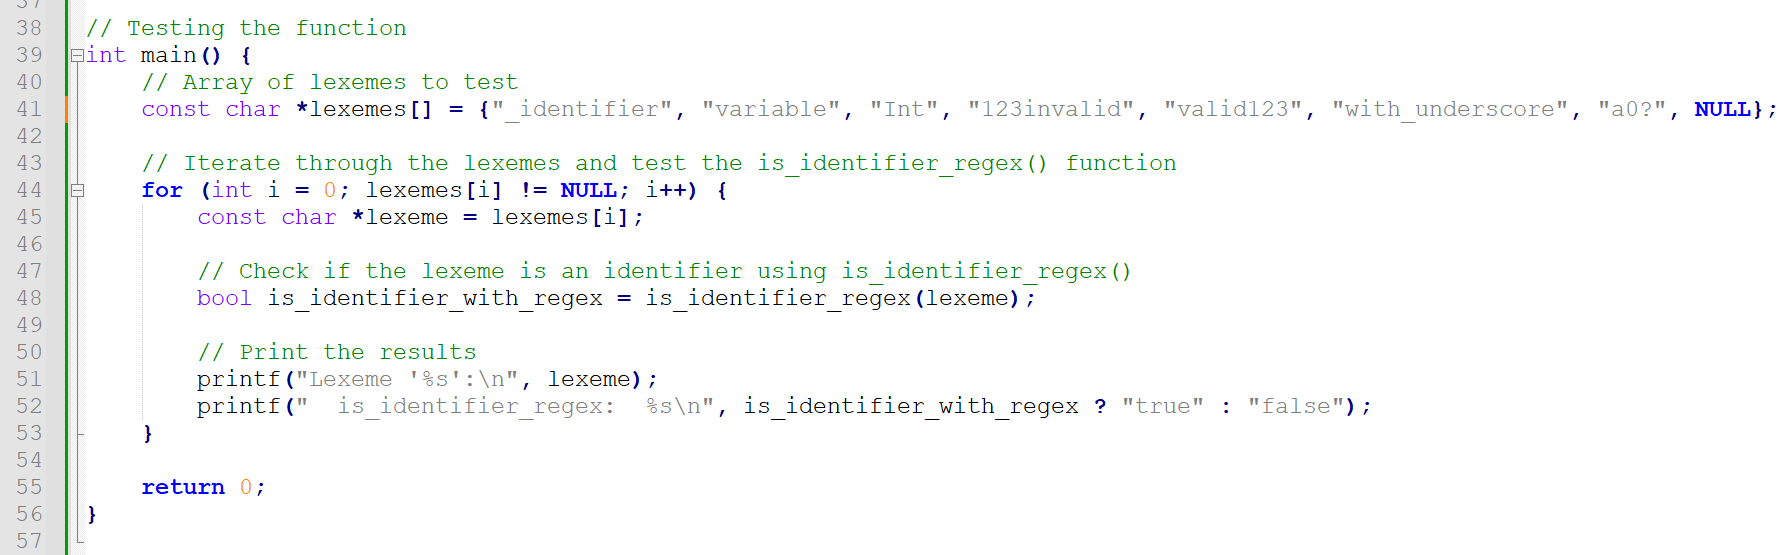 37
38 // Testing the function
39 int main() {
40     // Array of lexemes to test
41     const char *lexemes[] = {"_identifier", "variable", "Int", "123invalid", "valid123", "with_underscore", "a0?", NULL};
42
43     // Iterate through the lexemes and test the is_identifier_regex() function
44     for (int i = 0; lexemes[i] != NULL; i++) {
45         const char *lexeme = lexemes[i];
46
47         // Check if the lexeme is an identifier using is_identifier_regex()
48         bool is_identifier_with_regex = is_identifier_regex(lexeme);
49
50         // Print the results
51         printf("Lexeme '%s':\n", lexeme);
52         printf("  is_identifier_regex:  %s\n", is_identifier_with_regex ? "true" : "false");
53     }
54
55     return 0;
56 }
57